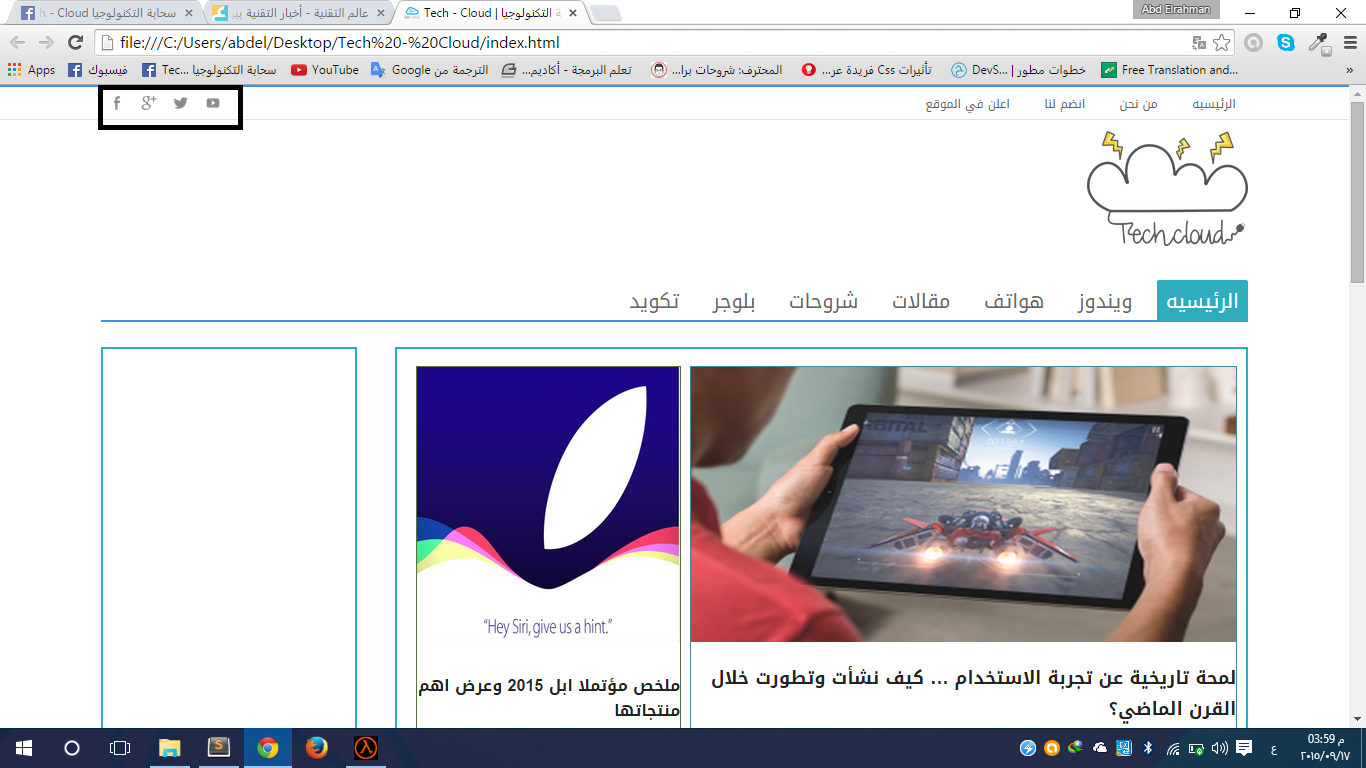 سحابة التكنولوجيا Tech - Cloud
عالم التقنية - أخبار التقنية
Tech - Cloud | التكنولوجيا
Abd Elrahman
file:///C:/Users/abdel/Desktop/Tech%20-%20Cloud/index.html
Apps
فيسبوك
سحابة التكنولوجيا ...Tec
YouTube
الترجمة من Google
تعلم البرمجة - أكاديم...
المحترف: شروحات برا...
تأثيرات Css فريدة عر...
خطوات مطور | ...DevS
Free Translation and...
»
الرئيسيه
من نحن
انضم لنا
اعلن في الموقع
Tech cloud
الرئيسيه
ويندوز
هواتف
مقالات
شروحات
بلوجر
تكويد
ORBITAL
"Hey Siri, give us a hint."
لمحة تاريخية عن تجربة الاستخدام ... كيف نشأت وتطورت خلال
القرن الماضي؟
ملخص مؤتملا ابل 2015 وعرض اهم
منتجاتها
ع
03:59 م
٢٠١٥/٠٩/١٧